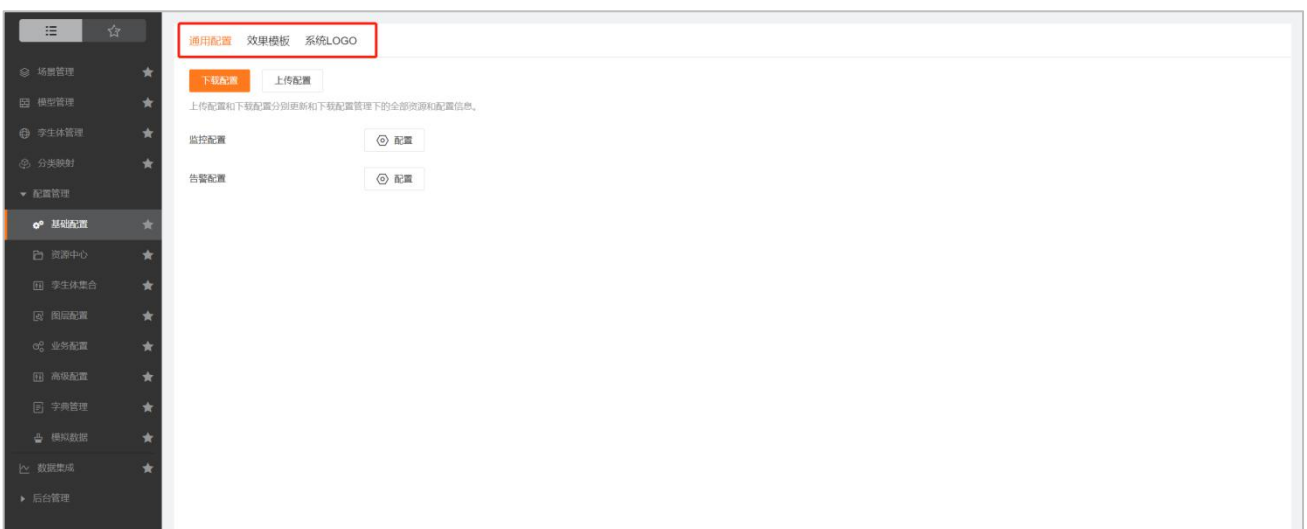 通用配置 效果模板 系统LOGO
下载配置 上传配置
上传配置和下载配置分别更新和下载配置管理下的全部资源和配置信息。
监控配置 配置
告警配置 配置
场景管理
模型管理
孪生体管理
分类映射
配置管理
基础配置
资源中心
孪生体集合
图层配置
业务配置
高级配置
字典管理
模拟数据
数据集成
后台管理